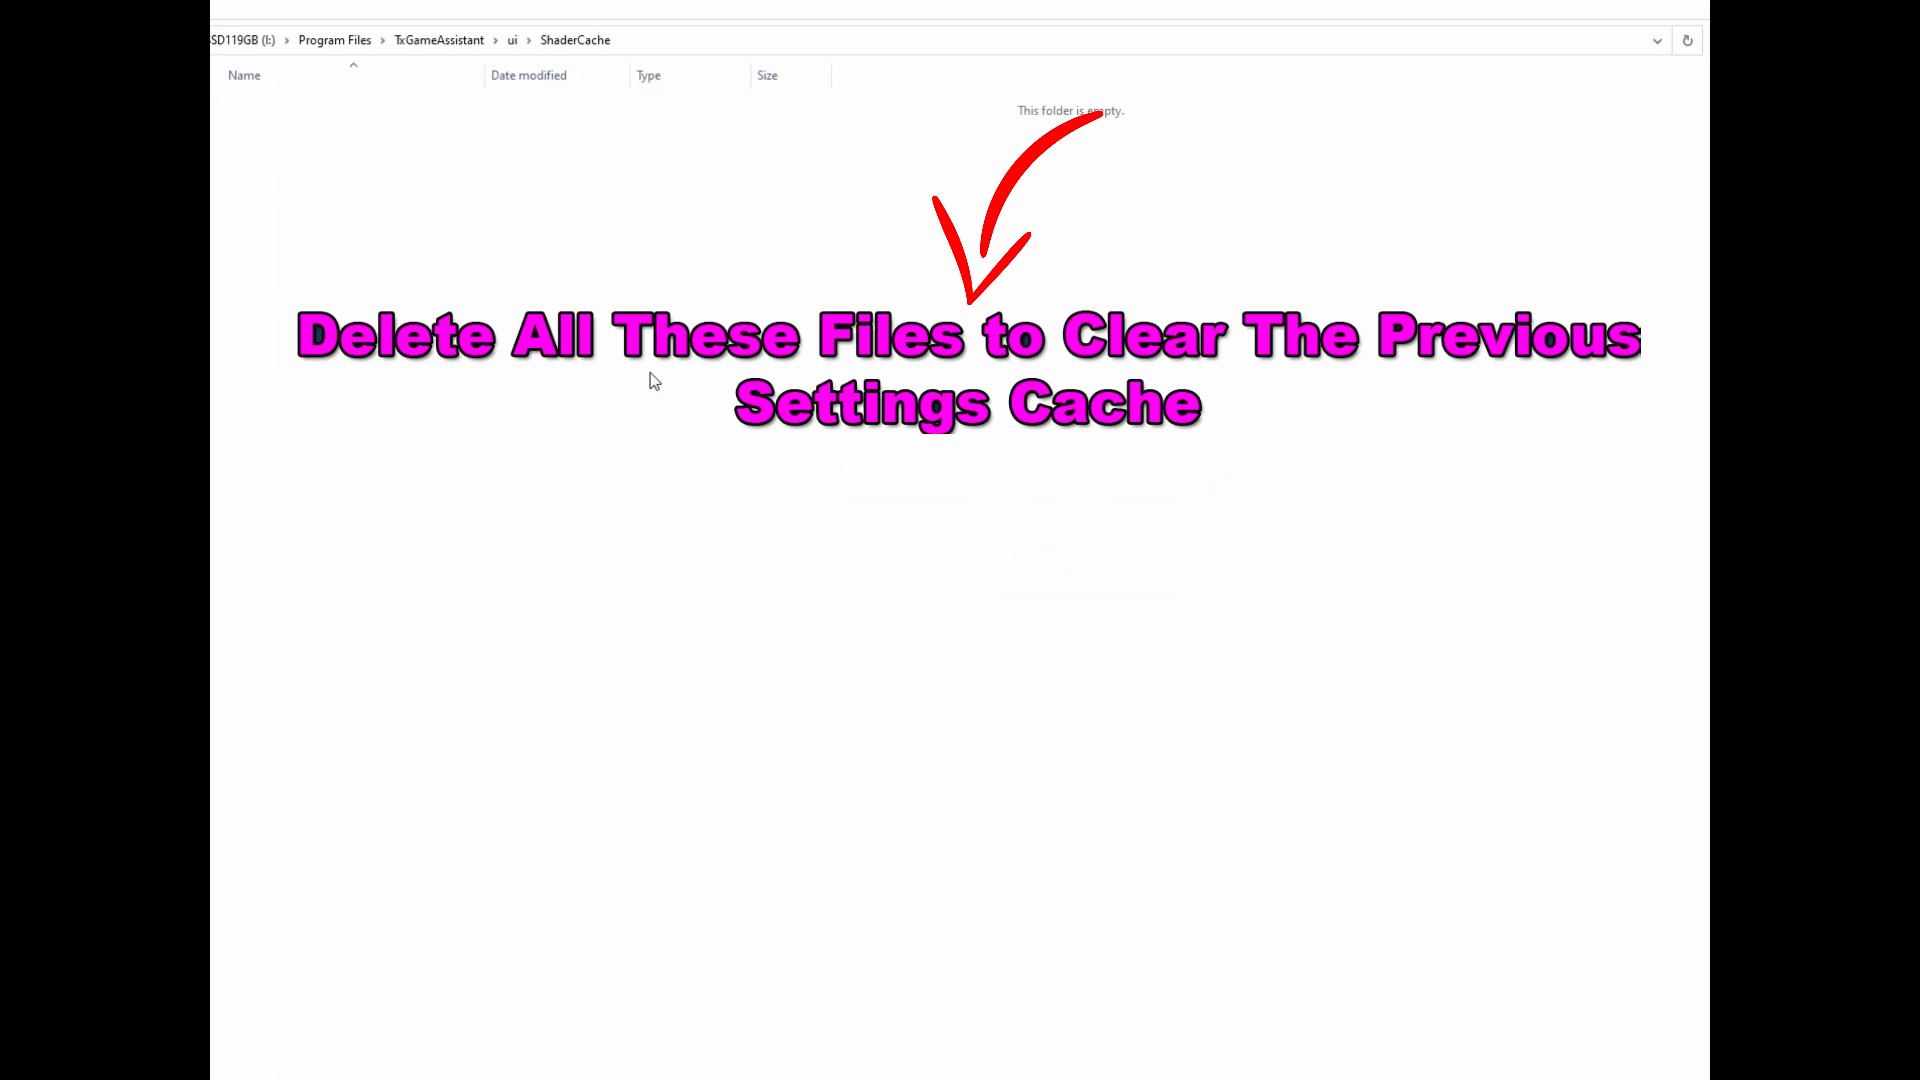 SD119GB (I:) > Program Files > TxGameAssistant > ui > ShaderCache
Name Date modified Type Size
This folder is empty.
Delete All These Files to Clear The Previous
Settings Cache